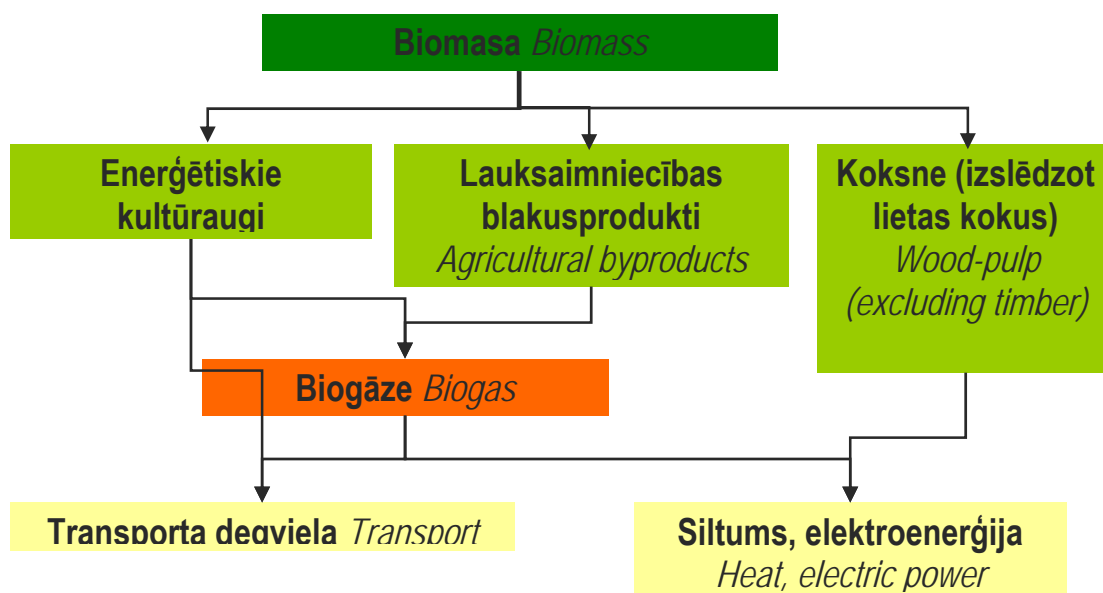 Biomasa Biomass
Enerģētiskie
kultūraugi
Lauksaimniecības
blakusprodukti
Agricultural byproducts
Koksne (izslēdzot
lietas kokus)
Wood-pulp
(excluding timber)
Biogāze Biogas
Transporta degviela Transport
Siltums, elektroenerģija
Heat, electric power